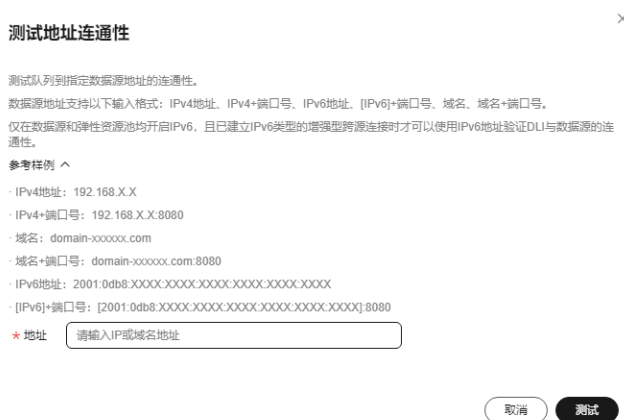 测试地址连通性
测试队列到指定数据源地址的连通性。
数据源地址支持以下输入格式：IPv4地址、IPv4+端口号、IPv6地址、[IPv6]+端口号、域名、域名+端口号。
仅在数据源和弹性资源池均开启IPv6，且已建立IPv6类型的增强型跨源连接时才可以使用IPv6地址验证DLI与数据源的连
通性。
参考样例
· IPv4地址：192.168.X.X
· IPv4+端口号：192.168.X.X:8080
· 域名：domain-xxxxxx.com
· 域名+端口号：domain-xxxxxx.com:8080
· IPv6地址：2001:0db8:XXXX:XXXX:XXXX:XXXX:XXXX:XXXX
· [IPv6]+端口号：[2001:0db8:XXXX:XXXX:XXXX:XXXX:XXXX:XXXX]:8080
* 地址 请输入IP或域名地址
取消 测试